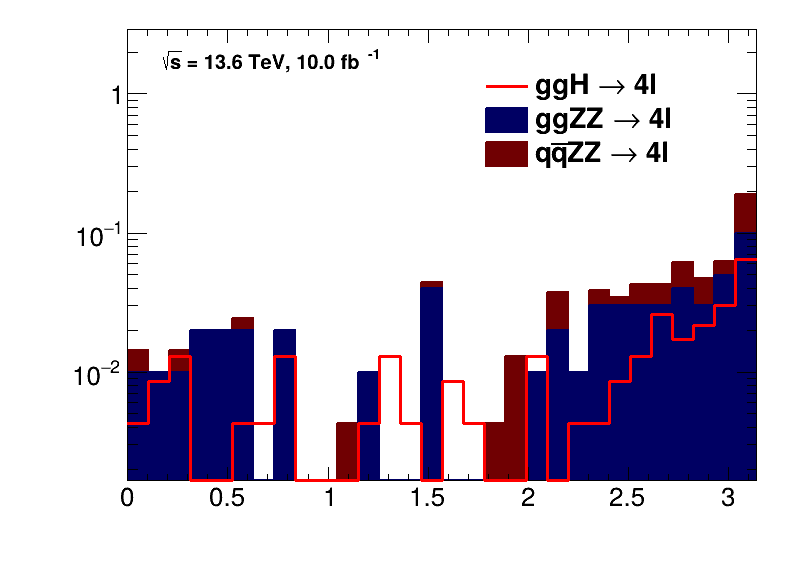 √s = 13.6 TeV, 10.0 fb⁻¹
ggH → 4l
ggZZ → 4l
qq̅ZZ → 4l
1
10⁻¹
10⁻²
0 0.5 1 1.5 2 2.5 3